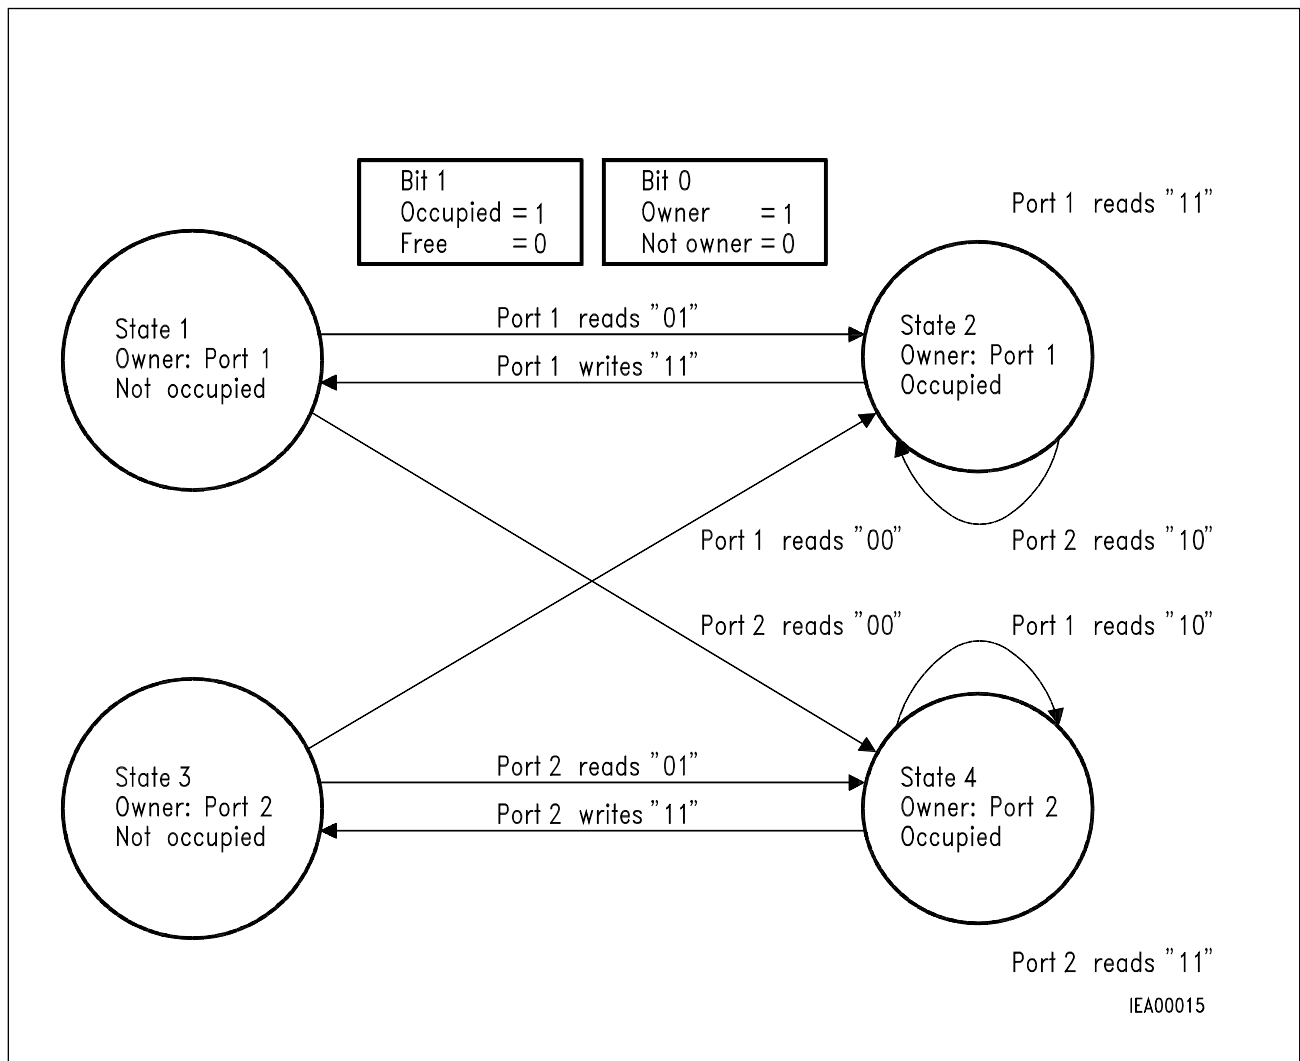 Bit 1
Occupied = 1
Free = 0
Bit 0
Owner = 1
Not owner = 0
Port 1 reads "11"
State 1
Owner: Port 1
Not occupied
Port 1 reads "01"
Port 1 writes "11"
State 2
Owner: Port 1
Occupied
Port 1 reads "00"
Port 2 reads "10"
Port 2 reads "00"
Port 1 reads "10"
State 3
Owner: Port 2
Not occupied
Port 2 reads "01"
Port 2 writes "11"
State 4
Owner: Port 2
Occupied
Port 2 reads "11"
IEA00015